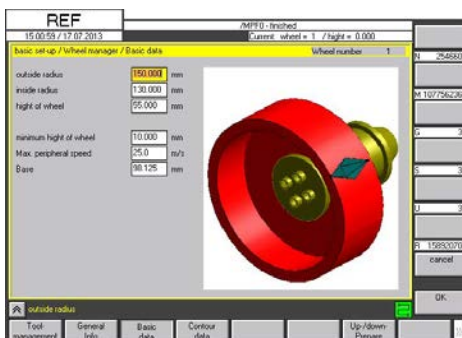 REF
15:00:59 / 17.07.2013
/MPF0 - finished
Current: wheel = 1 / hight = 0.000
basic set-up / Wheel manager / Basic data
Wheel number 1
outside radius 150.000 mm
inside radius 130.000 mm
hight of wheel 55.000 mm
minimum hight of wheel 10.000 mm
Max. peripheral speed 25.0 m/s
Base 98.125 mm
N 254660
M 107756236
G 3
S 3
U 3
R 15892070
cancel
OK
outside radius
Tool-
management
General
Info
Basic
data
Contour
data
Up-/down-
Prepare